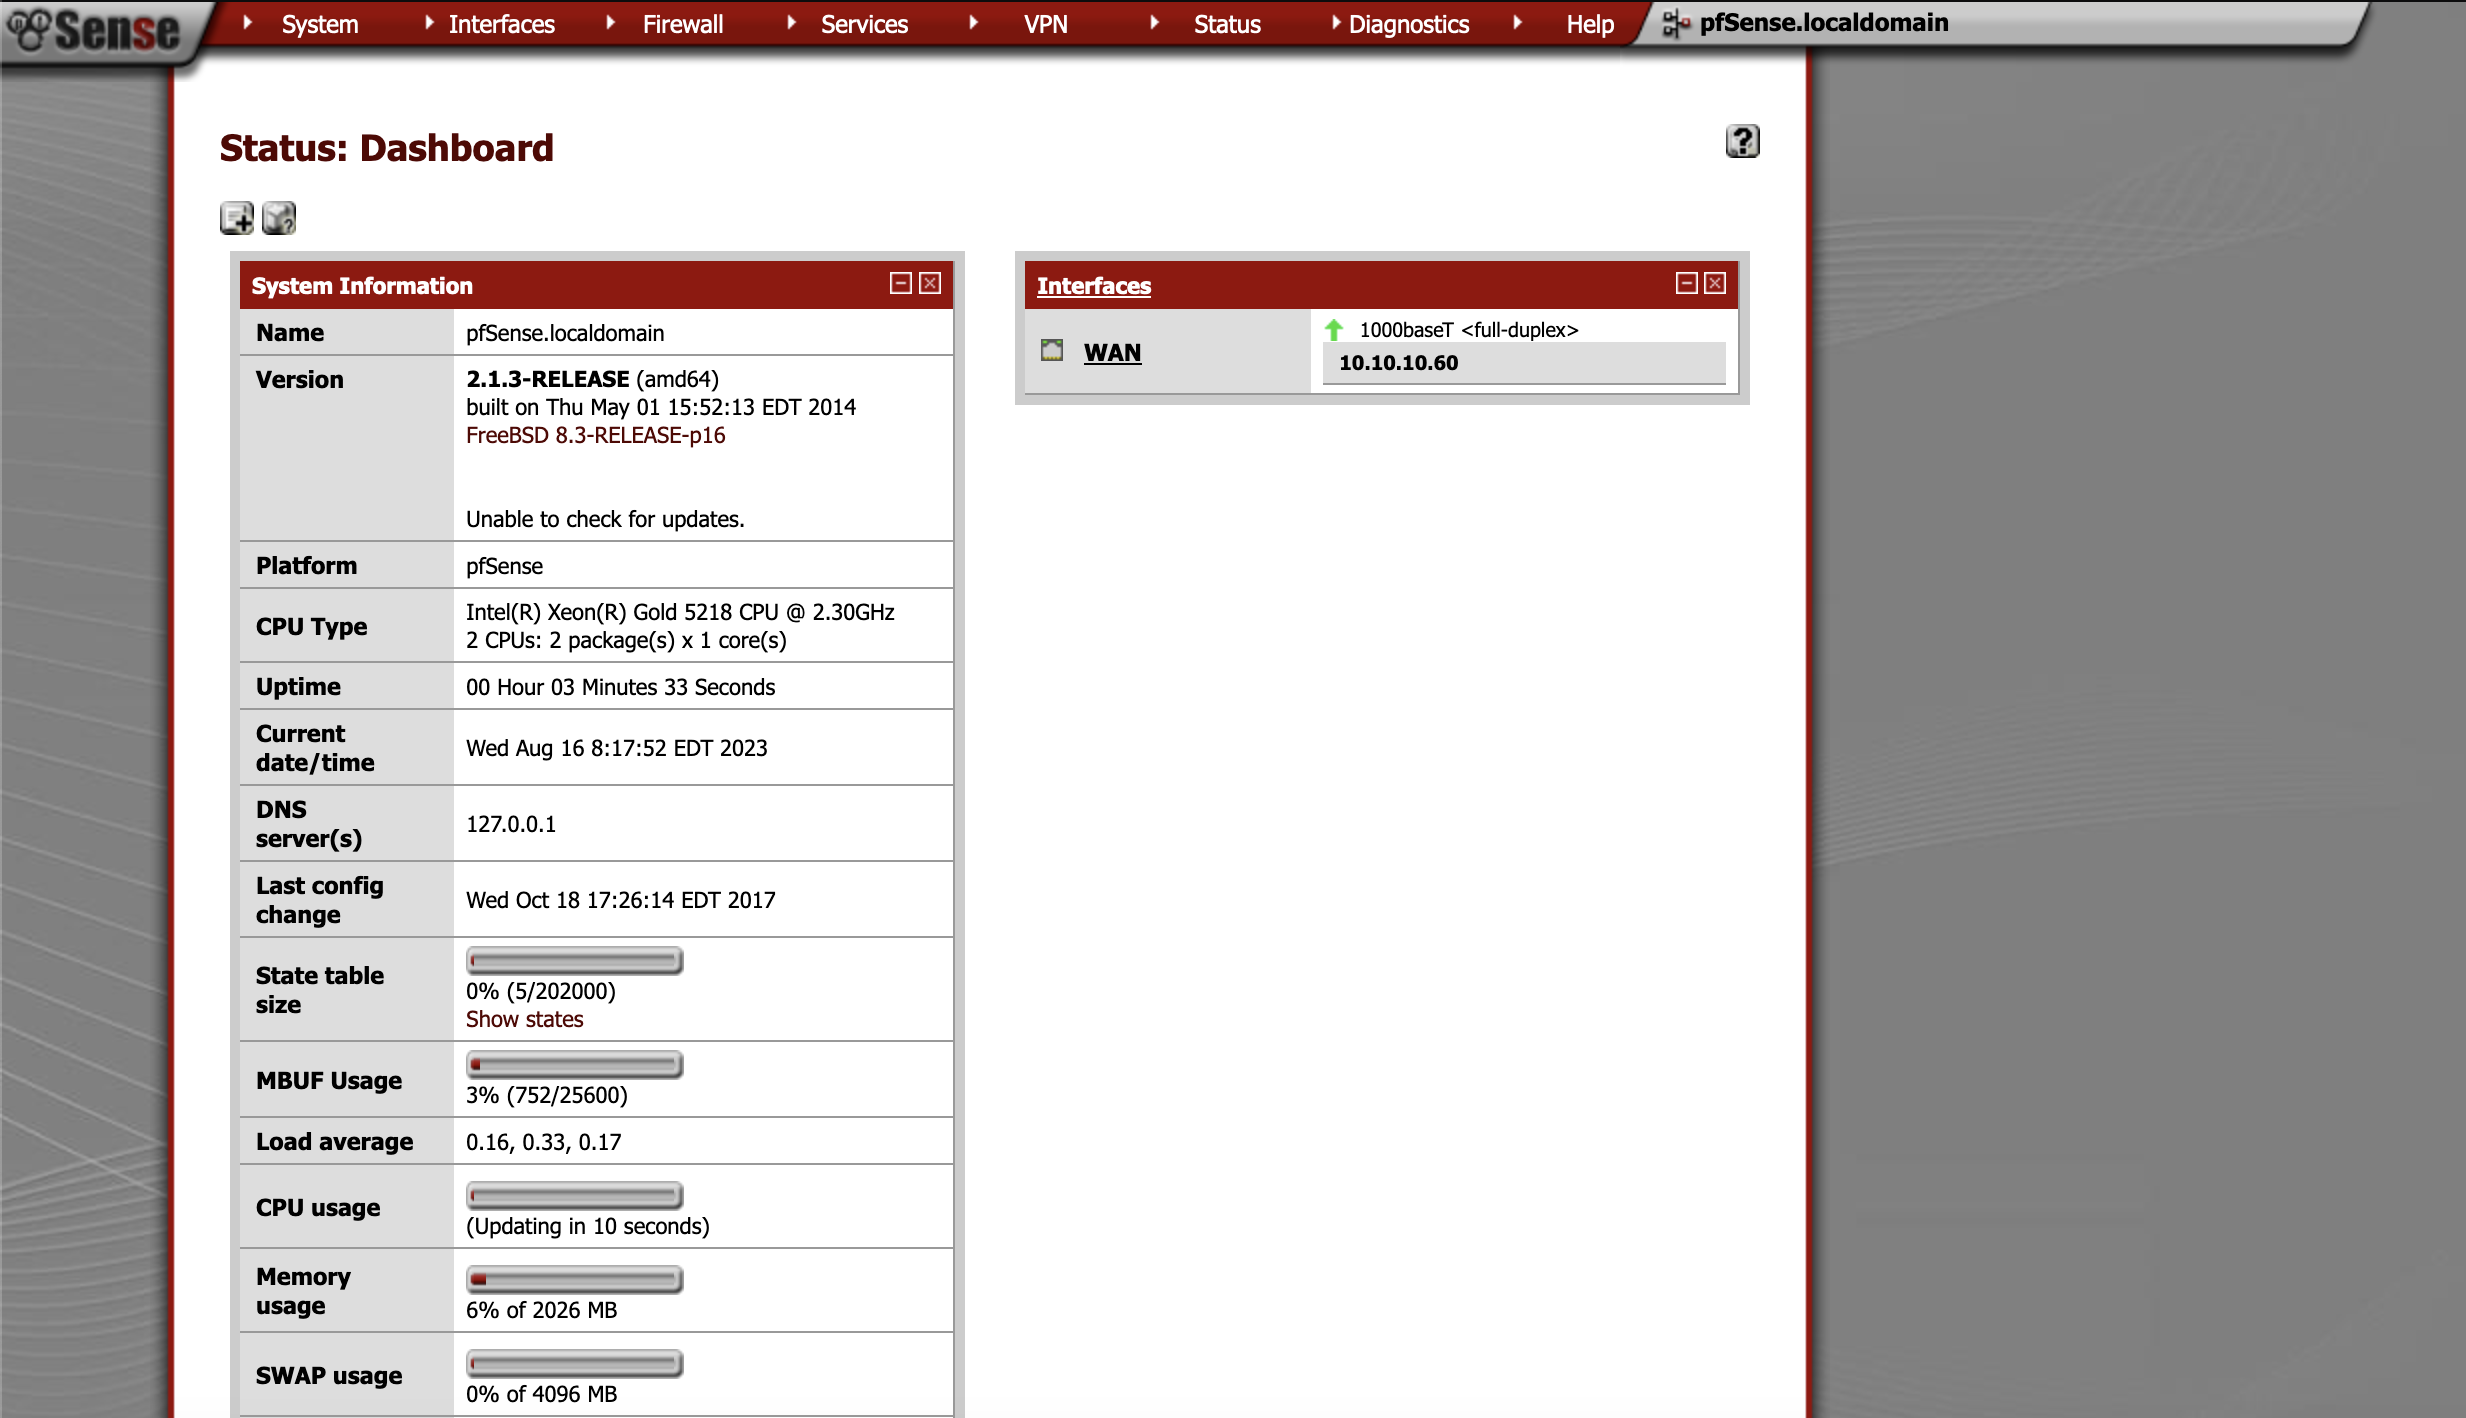 Sense
System
Interfaces
Firewall
Services
VPN
Status
Diagnostics
Help
pfSense.localdomain
Status: Dashboard
System Information
Name
pfSense.localdomain
Version
2.1.3-RELEASE (amd64)
built on Thu May 01 15:52:13 EDT 2014
FreeBSD 8.3-RELEASE-p16
Unable to check for updates.
Platform
pfSense
CPU Type
Intel(R) Xeon(R) Gold 5218 CPU @ 2.30GHz
2 CPUs: 2 package(s) x 1 core(s)
Uptime
00 Hour 03 Minutes 33 Seconds
Current
date/time
Wed Aug 16 8:17:52 EDT 2023
DNS
server(s)
127.0.0.1
Last config
change
Wed Oct 18 17:26:14 EDT 2017
State table
size
0% (5/202000)
Show states
MBUF Usage
3% (752/25600)
Load average
0.16, 0.33, 0.17
CPU usage
(Updating in 10 seconds)
Memory
usage
6% of 2026 MB
SWAP usage
0% of 4096 MB
Interfaces
WAN
1000baseT <full-duplex>
10.10.10.60